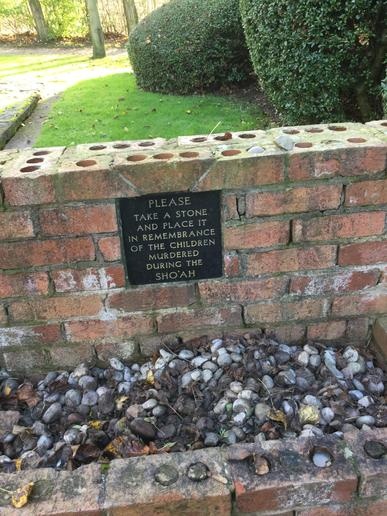 PLEASE
TAKE A STONE
AND PLACE IT
IN REMEMBRANCE
OF THE CHILDREN
MURDERED
DURING THE
SHO'AH